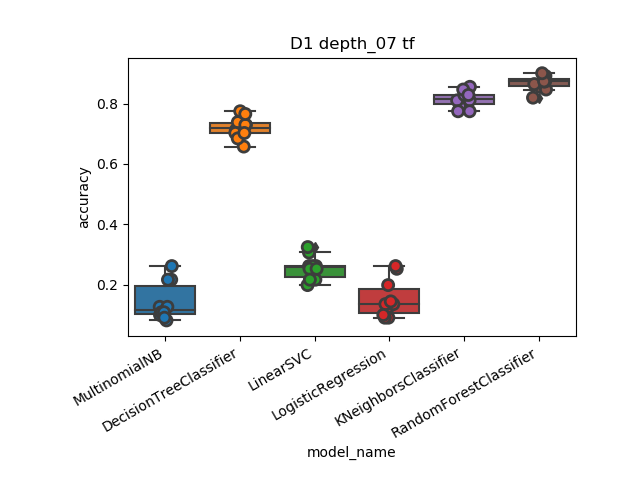 D1 depth_07 tf
accuracy
0.8
0.6
0.4
0.2
MultinomialNB
DecisionTreeClassifier
LinearSVC
LogisticRegression
KNeighborsClassifier
RandomForestClassifier
model_name